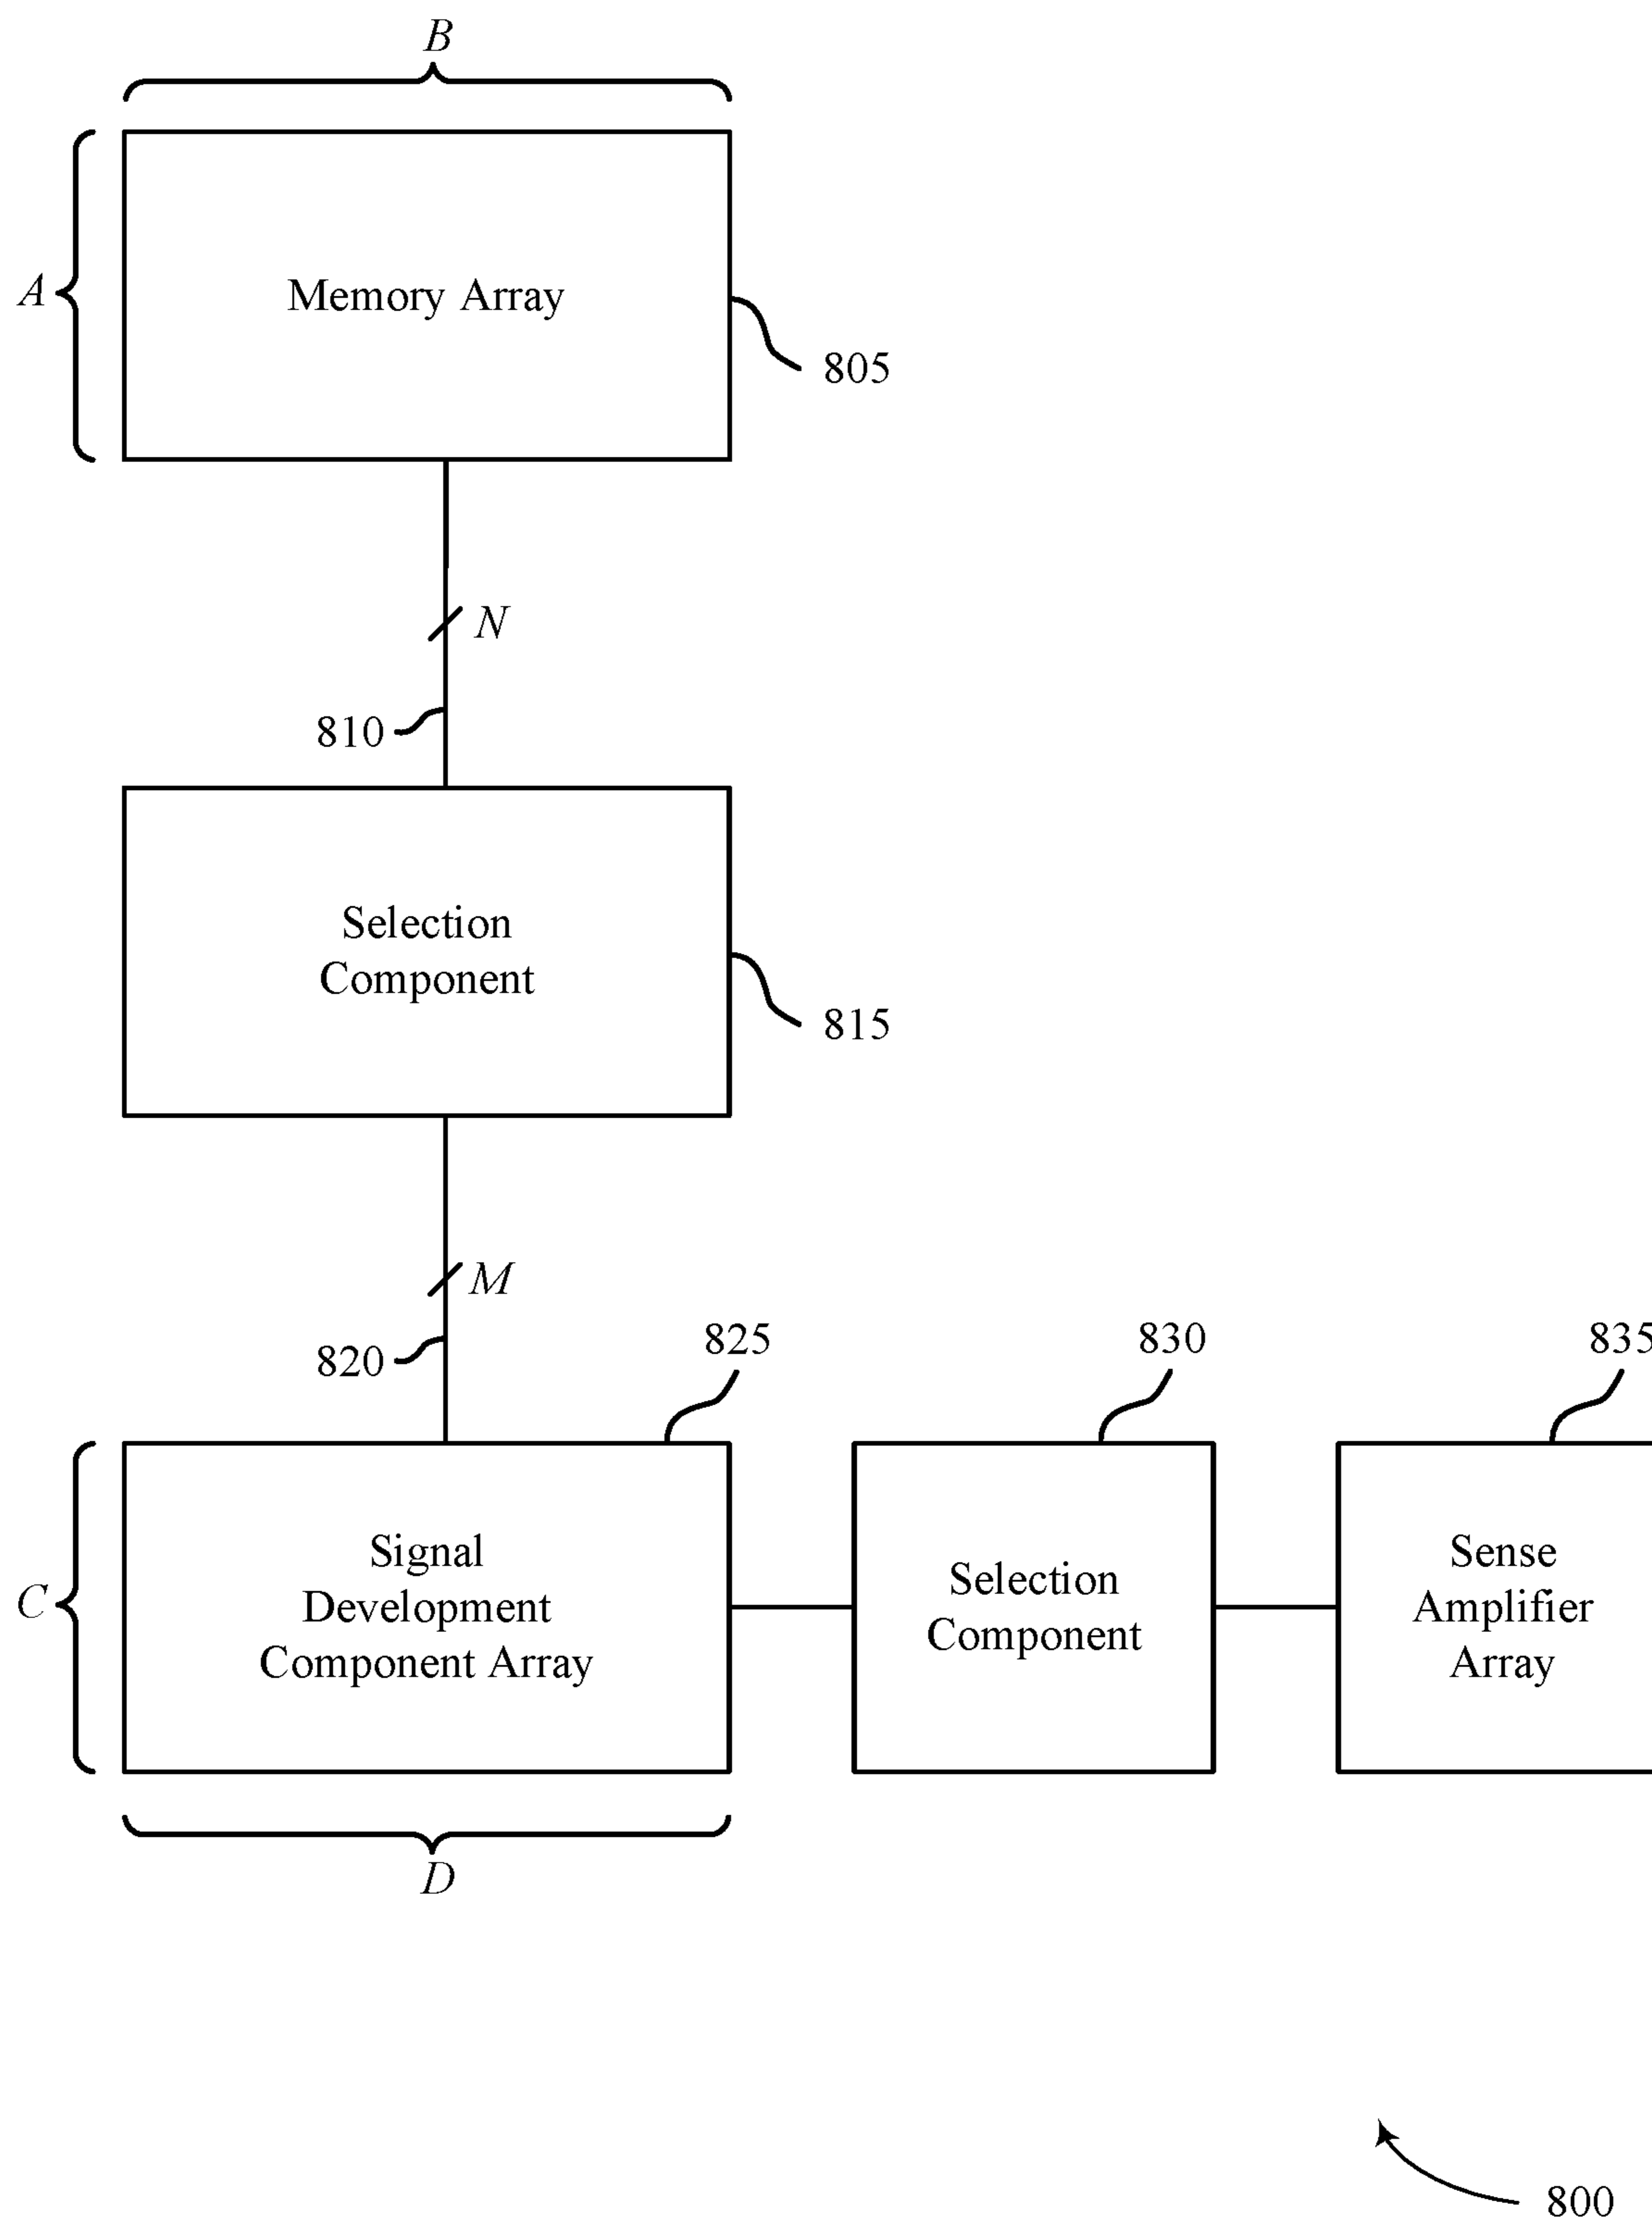 B
A
Memory Array
805
N
810
Selection
Component
815
M
820
825
830
835
C
Signal
Development
Component Array
Selection
Component
Sense
Amplifier
Array
D
800